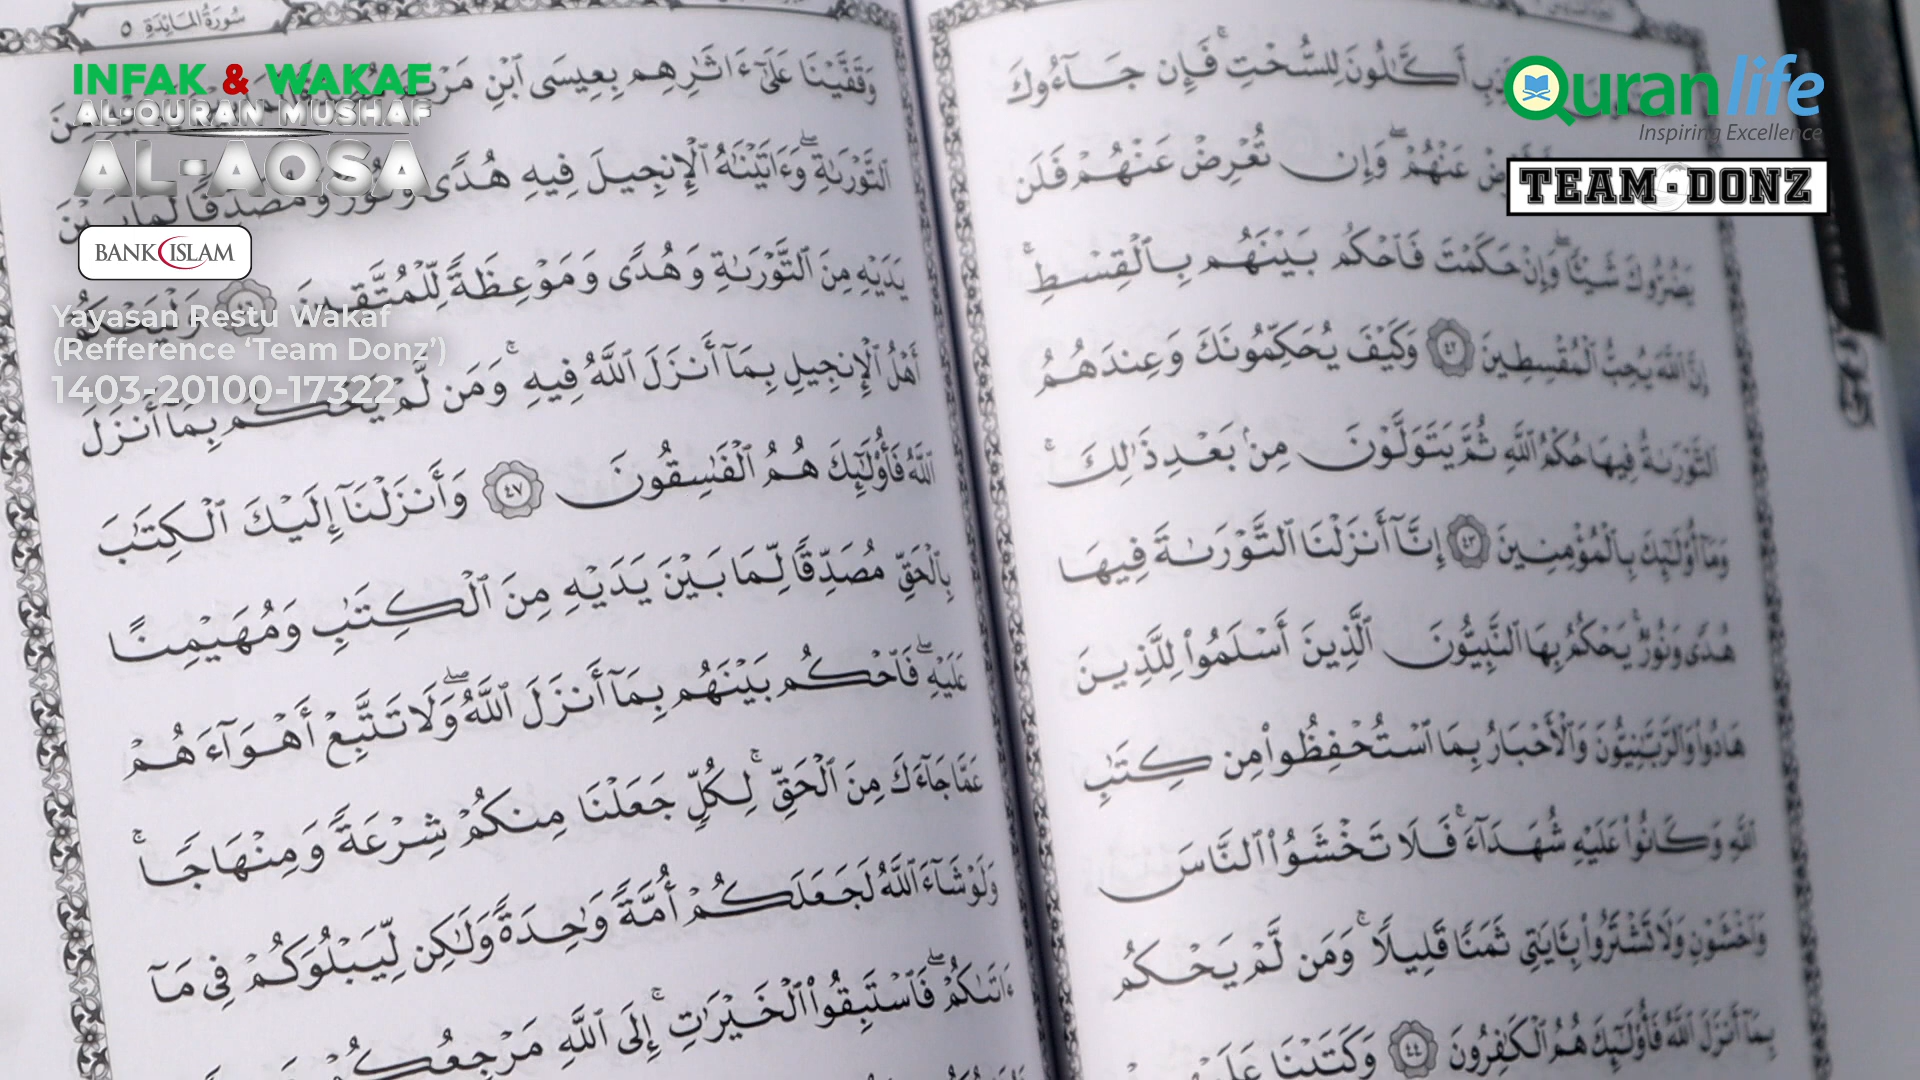 INFAK & WAKAF
AL-QURAN MUSHAF
AL-AQSA
BANK ISLAM
Yayasan Restu Wakaf
(Refference ‘Team Donz’)
1403-20100-17322
Quran life
Inspiring Excellence
TEAM·DONZ
أَكَّٰلُونَ لِلسُّحْتِ ۚ فَإِن جَآءُوكَ
عَنْهُمْ ۖ وَإِن تُعْرِضْ عَنْهُمْ فَلَن
يَضُرُّوكَ شَيْـًٔا ۖ وَإِنْ حَكَمْتَ فَٱحْكُم بَيْنَهُم بِٱلْقِسْطِ ۚ
إِنَّ ٱللَّهَ يُحِبُّ ٱلْمُقْسِطِينَ ٤٢ وَكَيْفَ يُحَكِّمُونَكَ وَعِندَهُمُ
ٱلتَّوْرَىٰةُ فِيهَا حُكْمُ ٱللَّهِ ثُمَّ يَتَوَلَّوْنَ مِنۢ بَعْدِ ذَٰلِكَ ۚ
وَمَآ أُو۟لَٰٓئِكَ بِٱلْمُؤْمِنِينَ ٤٣ إِنَّآ أَنزَلْنَا ٱلتَّوْرَىٰةَ فِيهَا
هُدًى وَنُورٌ ۚ يَحْكُمُ بِهَا ٱلنَّبِيُّونَ ٱلَّذِينَ أَسْلَمُوا۟ لِلَّذِينَ
هَادُوا۟ وَٱلرَّبَّٰنِيُّونَ وَٱلْأَحْبَارُ بِمَا ٱسْتُحْفِظُوا۟ مِن كِتَٰبِ
ٱللَّهِ وَكَانُوا۟ عَلَيْهِ شُهَدَآءَ ۚ فَلَا تَخْشَوُا۟ ٱلنَّاسَ
وَٱخْشَوْنِ وَلَا تَشْتَرُوا۟ بِـَٔايَٰتِى ثَمَنًا قَلِيلًا ۚ وَمَن لَّمْ يَحْكُم
بِمَآ أَنزَلَ ٱللَّهُ فَأُو۟لَٰٓئِكَ هُمُ ٱلْكَٰفِرُونَ ٤٤ وَكَتَبْنَا عَلَيْهِمْ
سُورَةُ المَائِدَةِ ٥
وَقَفَّيْنَا عَلَىٰٓ ءَاثَٰرِهِم بِعِيسَى ٱبْنِ مَرْيَمَ
ٱلتَّوْرَىٰةِ ۖ وَءَاتَيْنَٰهُ ٱلْإِنجِيلَ فِيهِ هُدًى وَنُورٌ وَمُصَدِّقًا لِّمَا بَيْنَ
يَدَيْهِ مِنَ ٱلتَّوْرَىٰةِ وَهُدًى وَمَوْعِظَةً لِّلْمُتَّقِينَ ٤٦ وَلْيَحْكُمْ
أَهْلُ ٱلْإِنجِيلِ بِمَآ أَنزَلَ ٱللَّهُ فِيهِ ۚ وَمَن لَّمْ يَحْكُم بِمَآ أَنزَلَ
ٱللَّهُ فَأُو۟لَٰٓئِكَ هُمُ ٱلْفَٰسِقُونَ ٤٧ وَأَنزَلْنَآ إِلَيْكَ ٱلْكِتَٰبَ
بِٱلْحَقِّ مُصَدِّقًا لِّمَا بَيْنَ يَدَيْهِ مِنَ ٱلْكِتَٰبِ وَمُهَيْمِنًا
عَلَيْهِ ۖ فَٱحْكُم بَيْنَهُم بِمَآ أَنزَلَ ٱللَّهُ ۖ وَلَا تَتَّبِعْ أَهْوَآءَهُمْ
عَمَّا جَآءَكَ مِنَ ٱلْحَقِّ ۚ لِكُلٍّ جَعَلْنَا مِنكُمْ شِرْعَةً وَمِنْهَاجًا ۚ
وَلَوْ شَآءَ ٱللَّهُ لَجَعَلَكُمْ أُمَّةً وَٰحِدَةً وَلَٰكِن لِّيَبْلُوَكُمْ فِى مَآ
ءَاتَىٰكُمْ ۖ فَٱسْتَبِقُوا۟ ٱلْخَيْرَٰتِ ۚ إِلَى ٱللَّهِ مَرْجِعُكُمْ